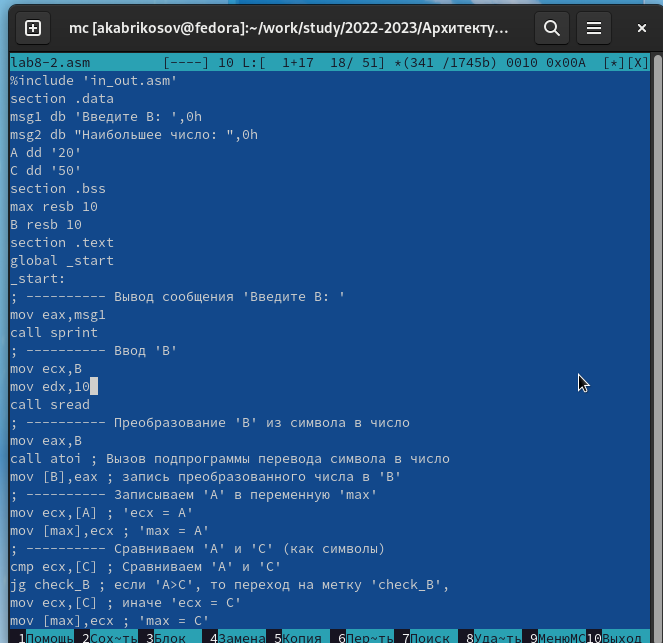 mc [akabrikosov@fedora]:~/work/study/2022-2023/Архитекту...
lab8-2.asm [----] 10 L:[ 1+17 18/ 51] *(341 /1745b) 0010 0x00A [*][X]
%include 'in_out.asm'
section .data
msg1 db 'Введите B: ',0h
msg2 db "Наибольшее число: ",0h
A dd '20'
C dd '50'
section .bss
max resb 10
B resb 10
section .text
global _start
_start:
; ---------- Вывод сообщения 'Введите B: '
mov eax,msg1
call sprint
; ---------- Ввод 'B'
mov ecx,B
mov edx,10
call sread
; ---------- Преобразование 'B' из символа в число
mov eax,B
call atoi ; Вызов подпрограммы перевода символа в число
mov [B],eax ; запись преобразованного числа в 'B'
; ---------- Записываем 'A' в переменную 'max'
mov ecx,[A] ; 'ecx = A'
mov [max],ecx ; 'max = A'
; ---------- Сравниваем 'A' и 'С' (как символы)
cmp ecx,[C] ; Сравниваем 'A' и 'С'
jg check_B ; если 'A>C', то переход на метку 'check_B',
mov ecx,[C] ; иначе 'ecx = C'
mov [max],ecx ; 'max = C'
1Помощь 2Сох~ть 3Блок 4Замена 5Копия 6Пер~ть 7Поиск 8Уда~ть 9МенюMC 10Выход